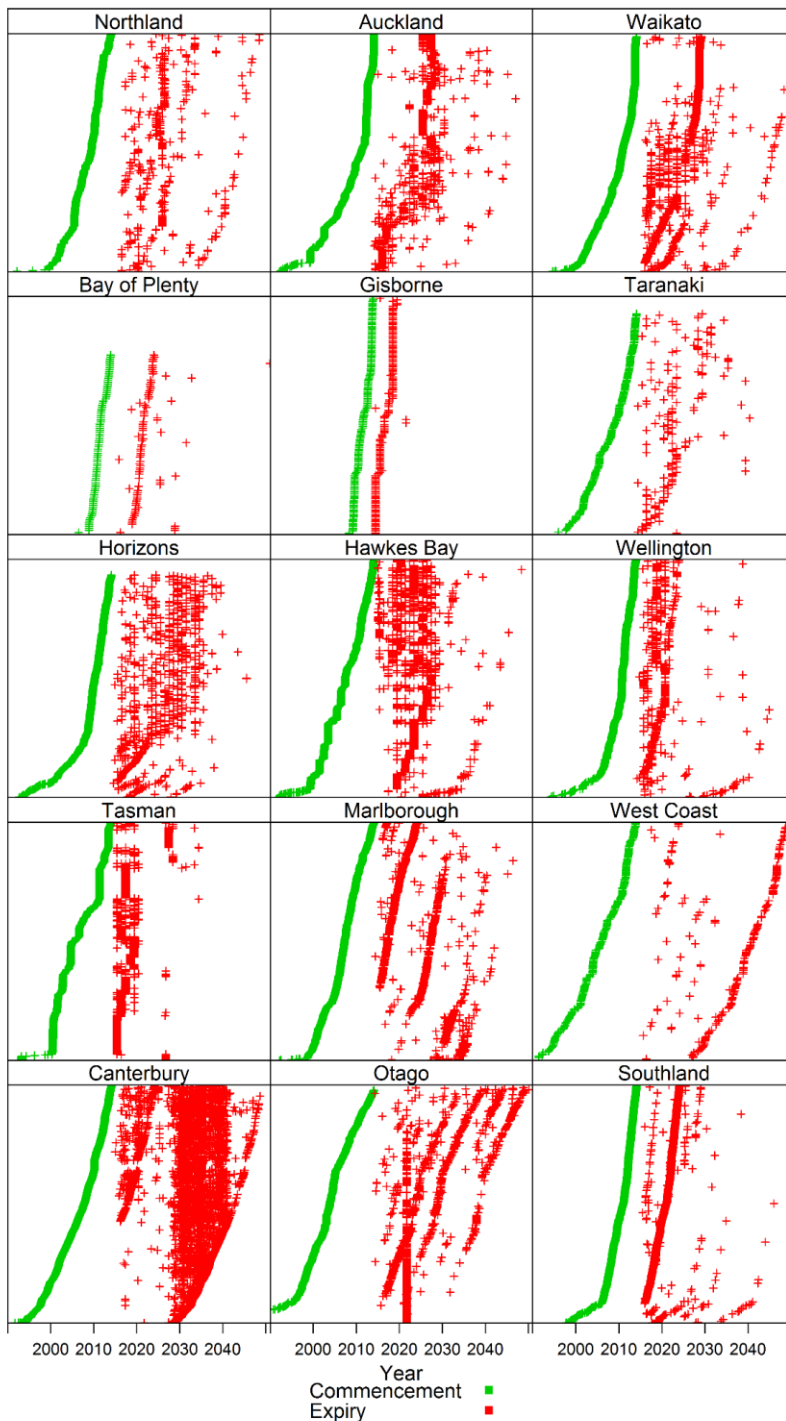 Northland Auckland Waikato
Bay of Plenty Gisborne Taranaki
Horizons Hawkes Bay Wellington
Tasman Marlborough West Coast
Canterbury Otago Southland
2000 2010 2020 2030 2040 2000 2010 2020 2030 2040 2000 2010 2020 2030 2040
Year
Commencement
Expiry